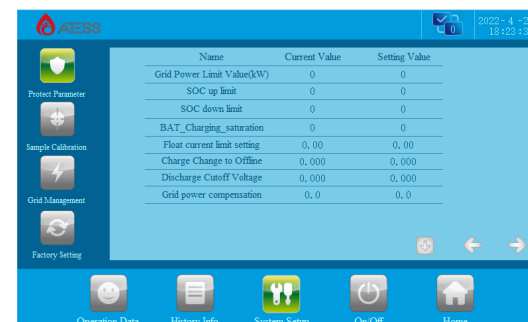 ATESS
0
2022-4-2
18:23:3
Name Current Value Setting Value
Protect Parameter
Grid Power Limit Value(kW) 0 0
SOC up limit 0 0
SOC down limit 0 0
BAT_Charging_saturation 0 0
Sample Calibration
Float current limit setting 0.00 0.00
Charge Change to Offline 0.000 0.000
Discharge Cutoff Voltage 0.000 0.000
Grid Management
Grid power compensation 0.0 0.0
Factory Setting
Operation Data History Info System Setup On/Off Home